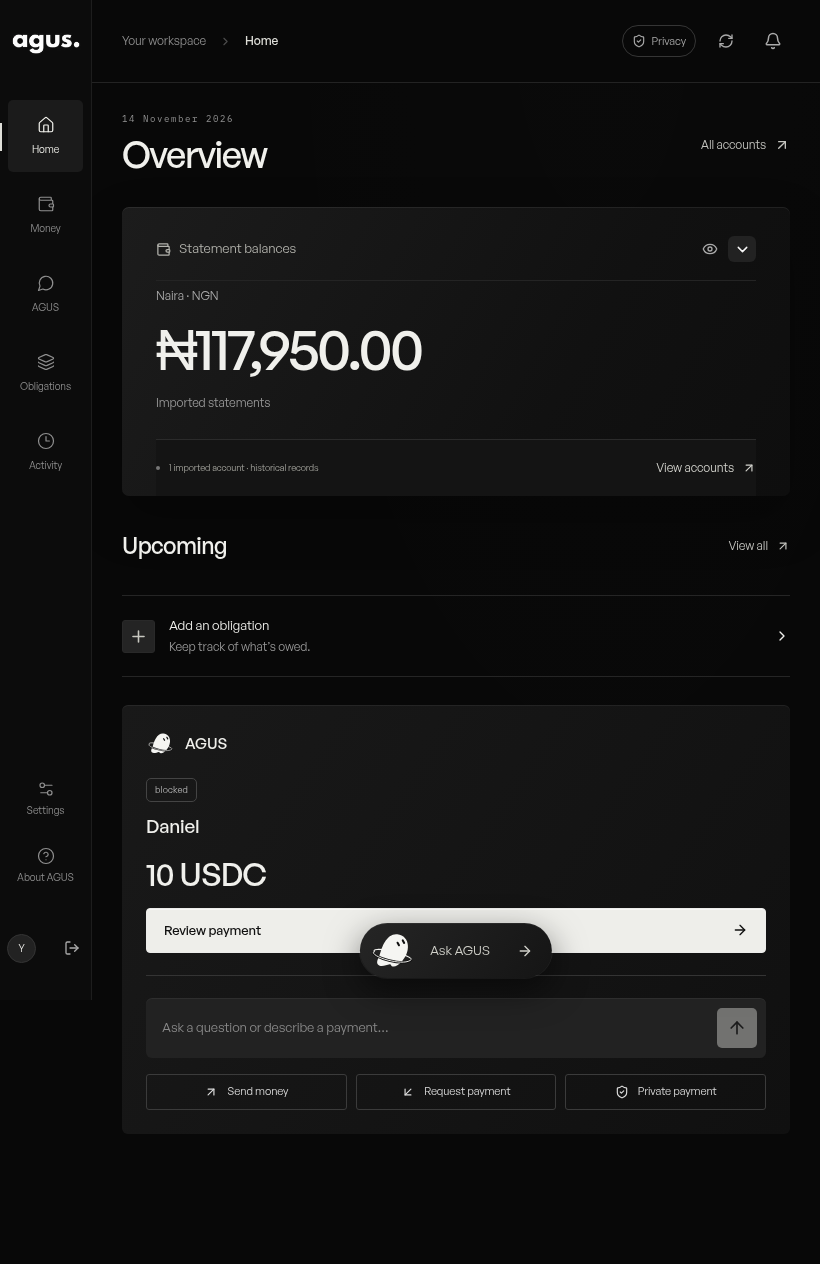 agus.
Your workspace
Home
Privacy
14 November 2026
Overview
All accounts
Home
Money
AGUS
Obligations
Activity
Settings
About AGUS
Y
Statement balances
Naira · NGN
₦117,950.00
Imported statements
1 imported account · historical records
View accounts
Upcoming
View all
Add an obligation
Keep track of what’s owed.
AGUS
blocked
Daniel
10 USDC
Review payment
Ask AGUS
Ask a question or describe a payment...
Send money
Request payment
Private payment